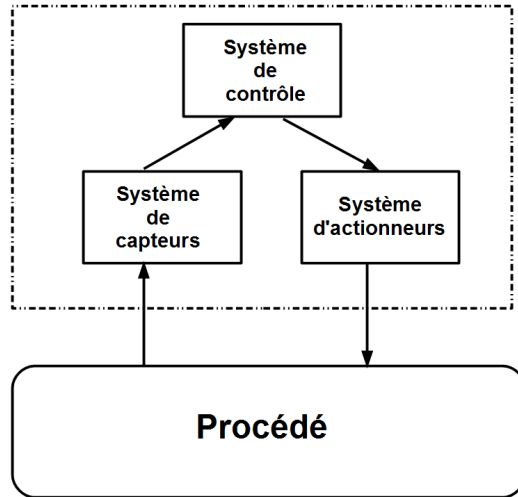 Système
de
contrôle
Système
de
capteurs
Système
d'actionneurs
Procédé